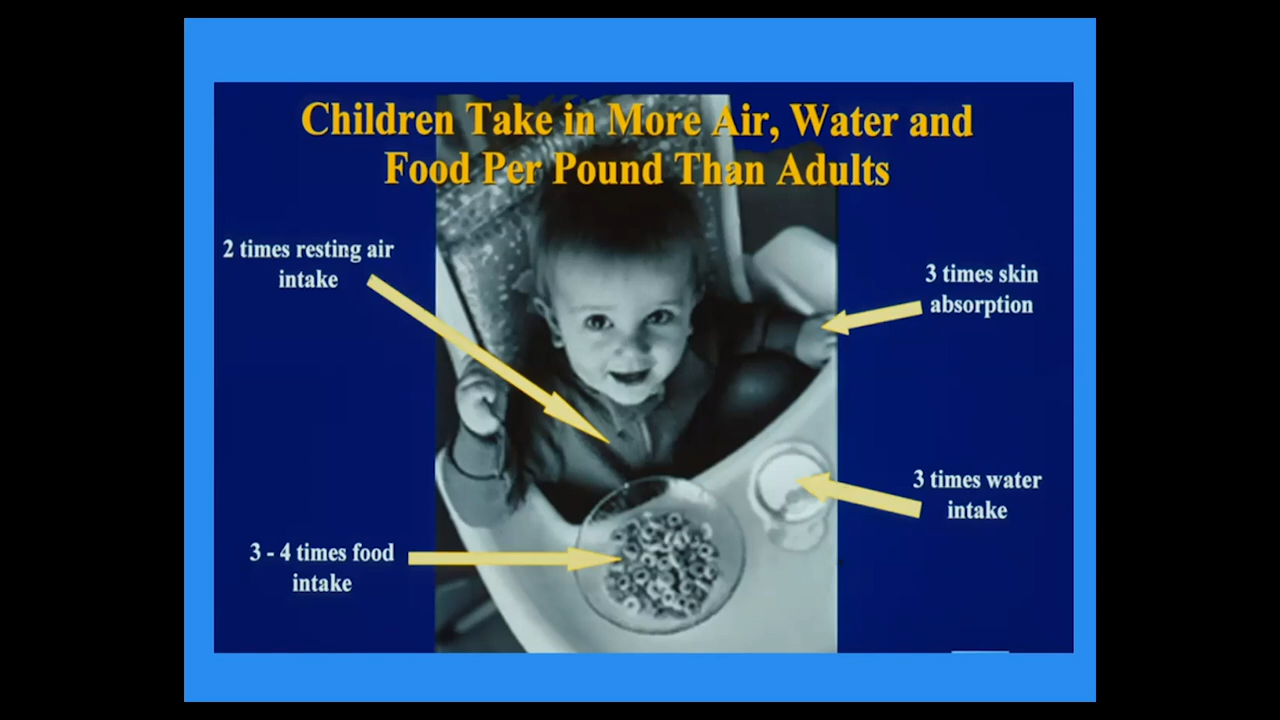 Children Take in More Air, Water and
Food Per Pound Than Adults
2 times resting air
intake
3 times skin
absorption
3 times water
intake
3 - 4 times food
intake